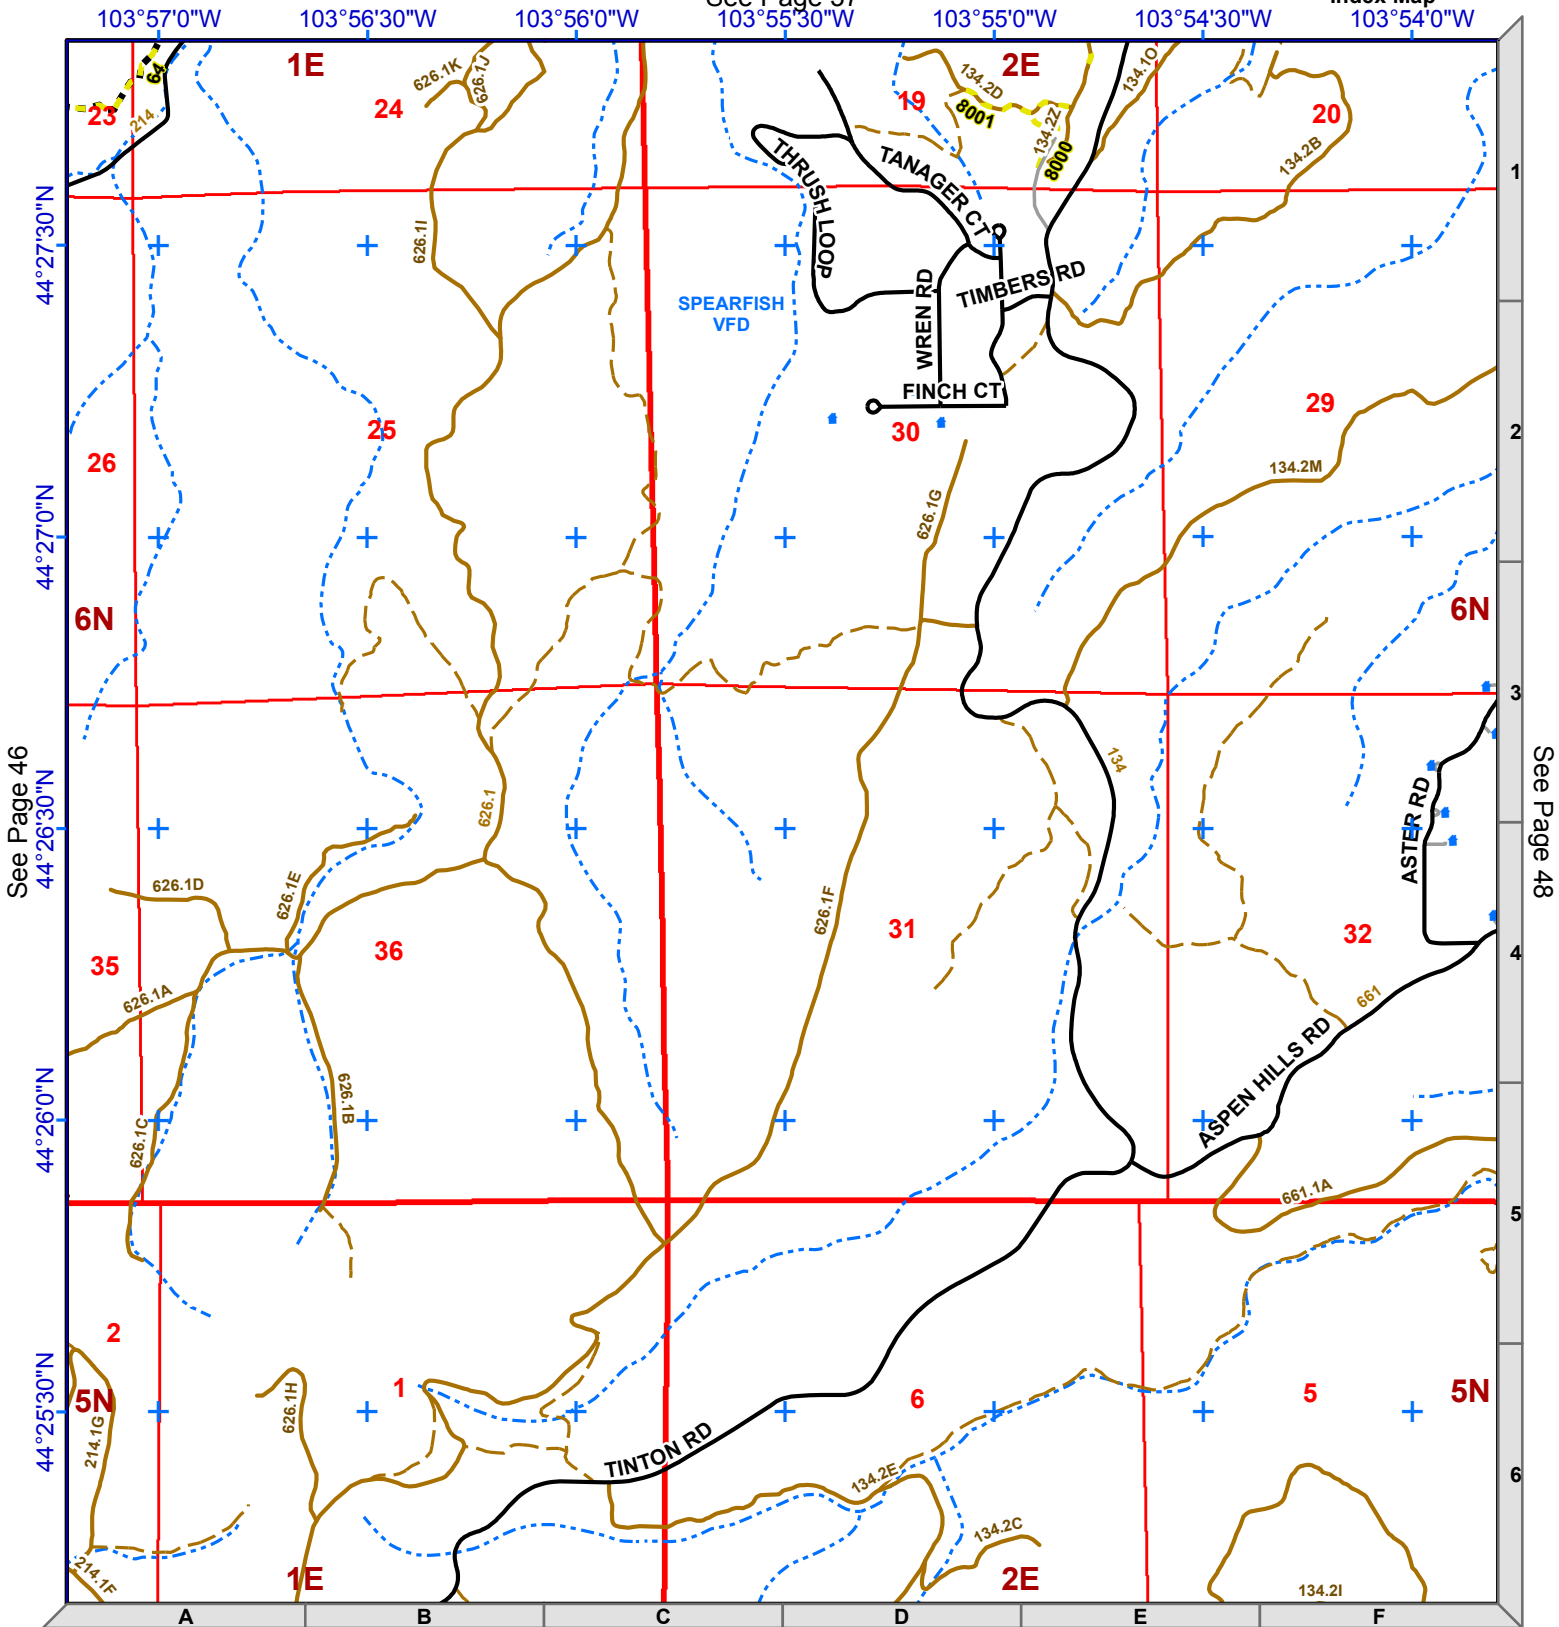 See Page 37
Index Map
103°57'0"W
103°56'30"W
103°56'0"W
103°55'30"W
103°55'0"W
103°54'30"W
103°54'0"W
1E
2E
64
23
214
24
626.1K
626.1J
19
134.2D
8001
134.2Z
8000
134.1O
20
134.2B
1
THRUSH LOOP
TANAGER CT
626.1I
44°27'30"N
SPEARFISH
VFD
WREN RD
TIMBERS RD
FINCH CT
25
26
30
29
2
134.2M
626.1G
44°27'0"N
6N
6N
3
See Page 46
See Page 48
134
626.1
ASTER RD
44°26'30"N
626.1D
626.1E
626.1F
31
32
36
35
4
626.1A
661
ASPEN HILLS RD
626.1B
626.1C
44°26'0"N
661.1A
5
2
1
6
5
5N
5N
44°25'30"N
626.1H
214.1G
TINTON RD
134.2E
6
134.2C
214.1F
1E
2E
134.2I
A
B
C
D
E
F